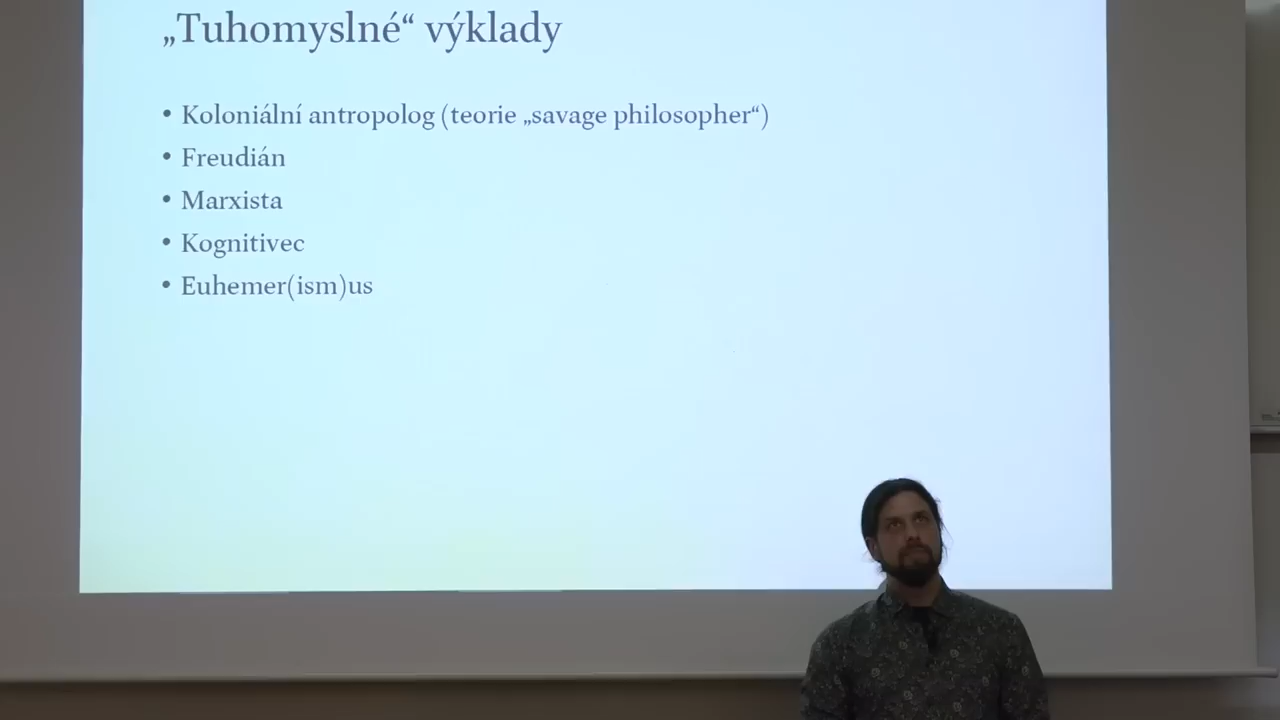 „Tuhomyslné“ výklady
• Koloniální antropolog (teorie „savage philosopher“)
• Freudián
• Marxista
• Kognitivec
• Euhemer(ism)us